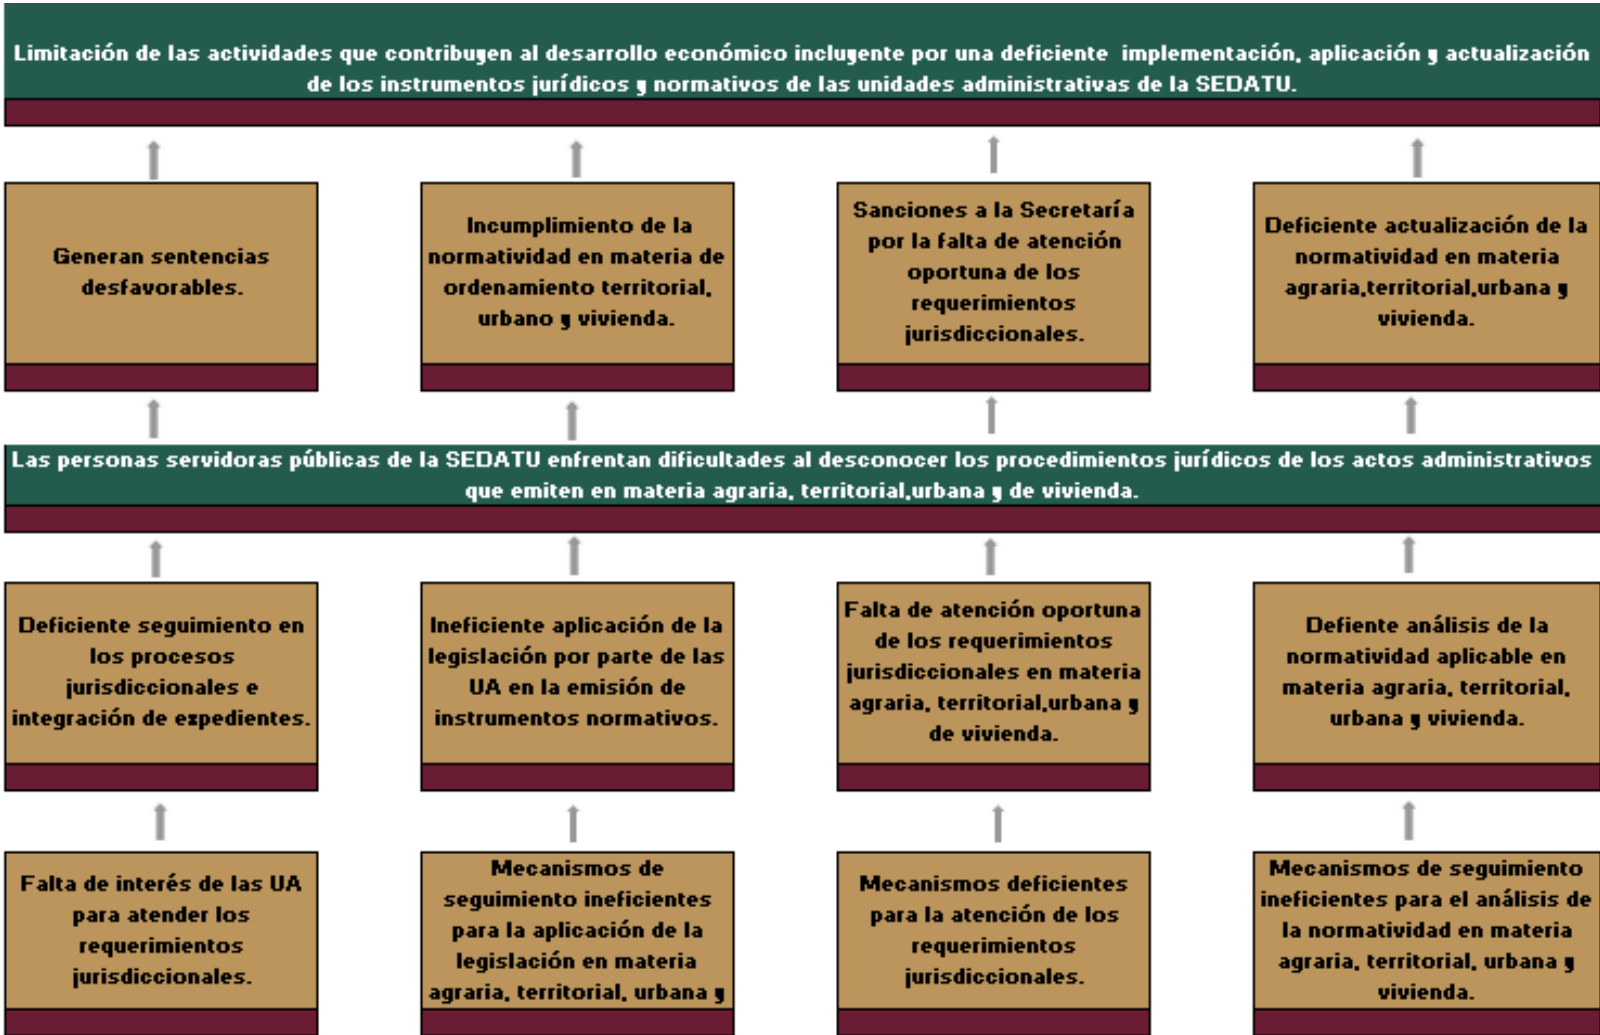 Limitación de las actividades que contribuyen al desarrollo económico incluyente por una deficiente implementación, aplicación y actualización
de los instrumentos jurídicos y normativos de las unidades administrativas de la SEDATU.
Generan sentencias
desfavorables.
Incumplimiento de la
normatividad en materia de
ordenamiento territorial,
urbano y vivienda.
Sanciones a la Secretaría
por la falta de atención
oportuna de los
requerimientos
jurisdiccionales.
Deficiente actualización de la
normatividad en materia
agraria,territorial,urbana y
vivienda.
Las personas servidoras públicas de la SEDATU enfrentan dificultades al desconocer los procedimientos jurídicos de los actos administrativos
que emiten en materia agraria, territorial,urbana y de vivienda.
Deficiente seguimiento en
los procesos
jurisdiccionales e
integración de expedientes.
Ineficiente aplicación de la
legislación por parte de las
UA en la emisión de
instrumentos normativos.
Falta de atención oportuna
de los requerimientos
jurisdiccionales en materia
agraria, territorial,urbana y
de vivienda.
Defiente análisis de la
normatividad aplicable en
materia agraria, territorial,
urbana y vivienda.
Falta de interés de las UA
para atender los
requerimientos
jurisdiccionales.
Mecanismos de
seguimiento ineficientes
para la aplicación de la
legislación en materia
agraria, territorial, urbana y
Mecanismos deficientes
para la atención de los
requerimientos
jurisdiccionales.
Mecanismos de seguimiento
ineficientes para el análisis de
la normatividad en materia
agraria, territorial, urbana y
vivienda.